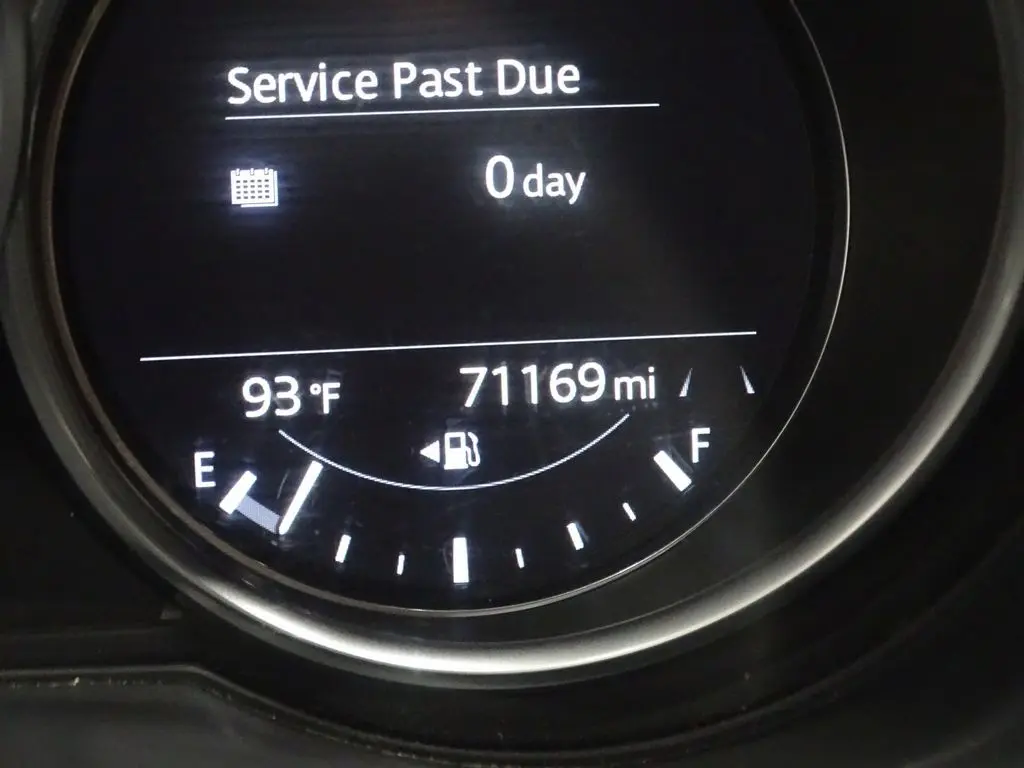 Service Past Due
0 day
93 °F 71169 mi
E F